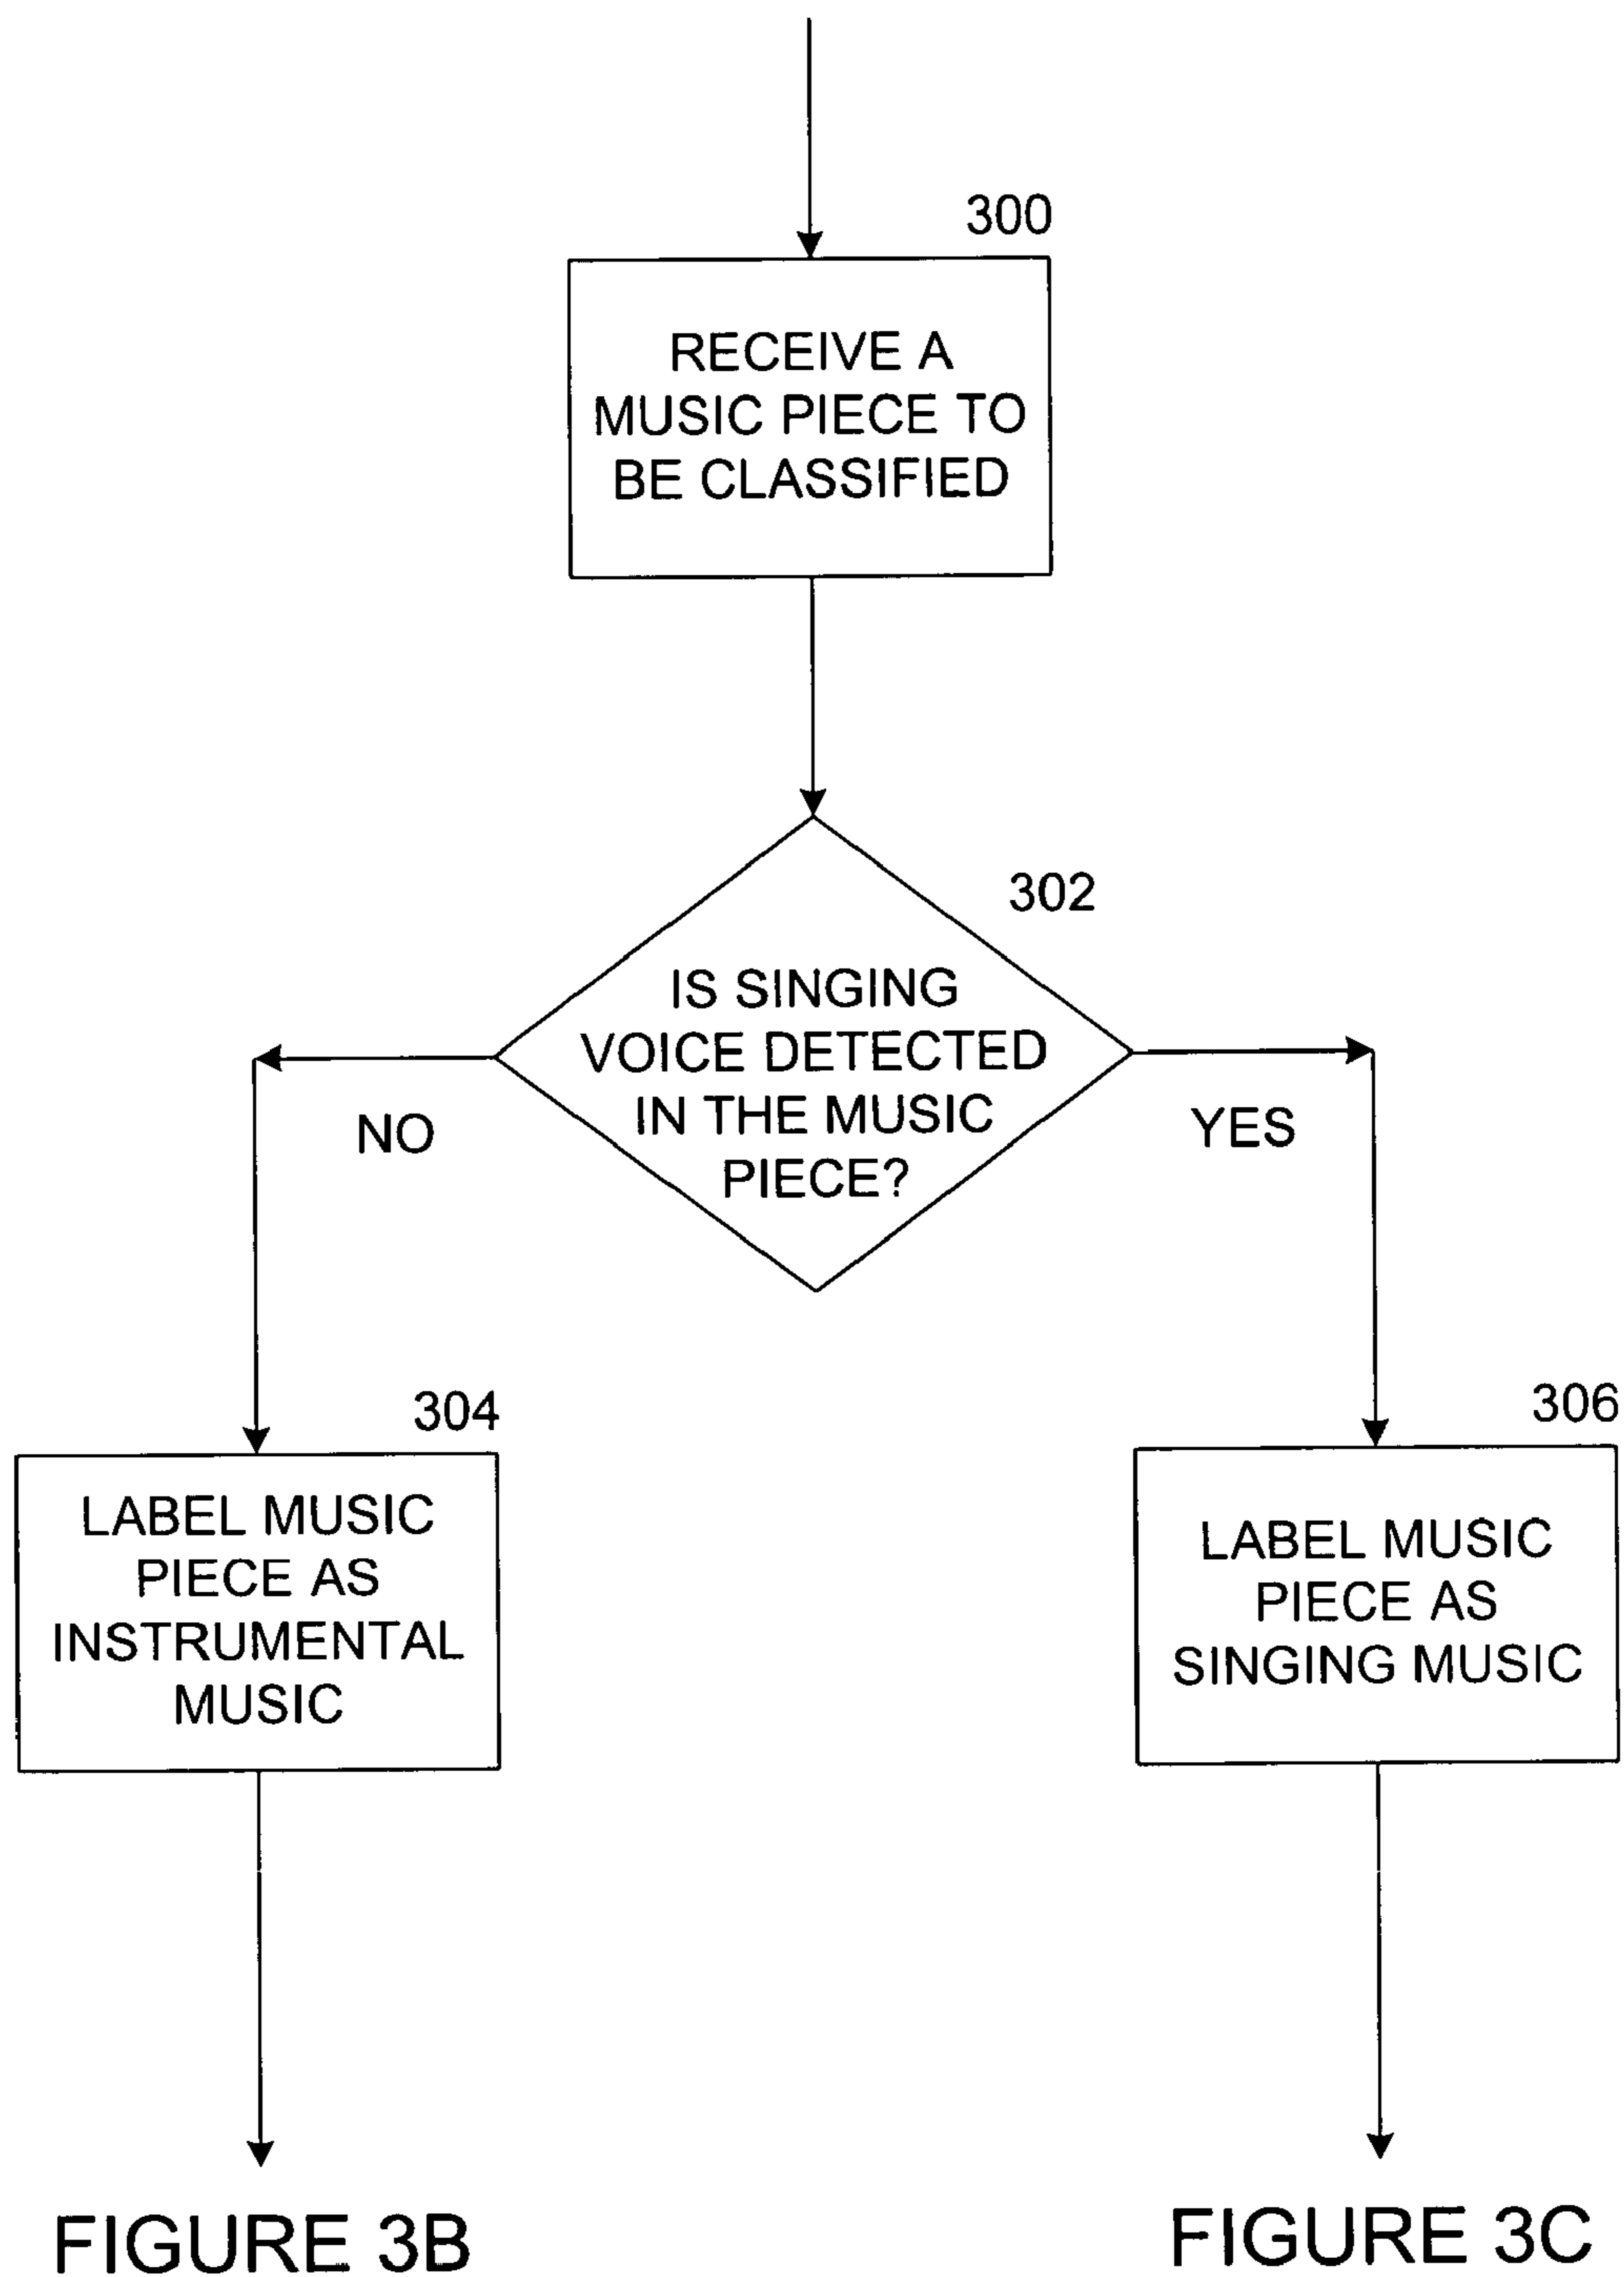 300
RECEIVE A
MUSIC PIECE TO
BE CLASSIFIED
302
IS SINGING
VOICE DETECTED
IN THE MUSIC
PIECE?
NO
YES
304
LABEL MUSIC
PIECE AS
INSTRUMENTAL
MUSIC
306
LABEL MUSIC
PIECE AS
SINGING MUSIC
FIGURE 3B
FIGURE 3C